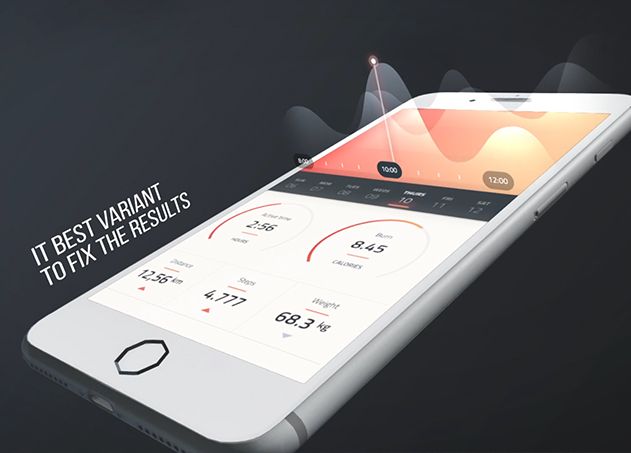 8:00
10:00
12:00
SUN MON TUES WEDS THURS FRI SAT
06 07 08 09 10 11 12
Active time
2:56
HOURS
Burn
8.45
CALORIES
IT BEST VARIANT
TO FIX THE RESULTS
Distance
12,56 km
Steps
4.777
Weight
68.3 kg